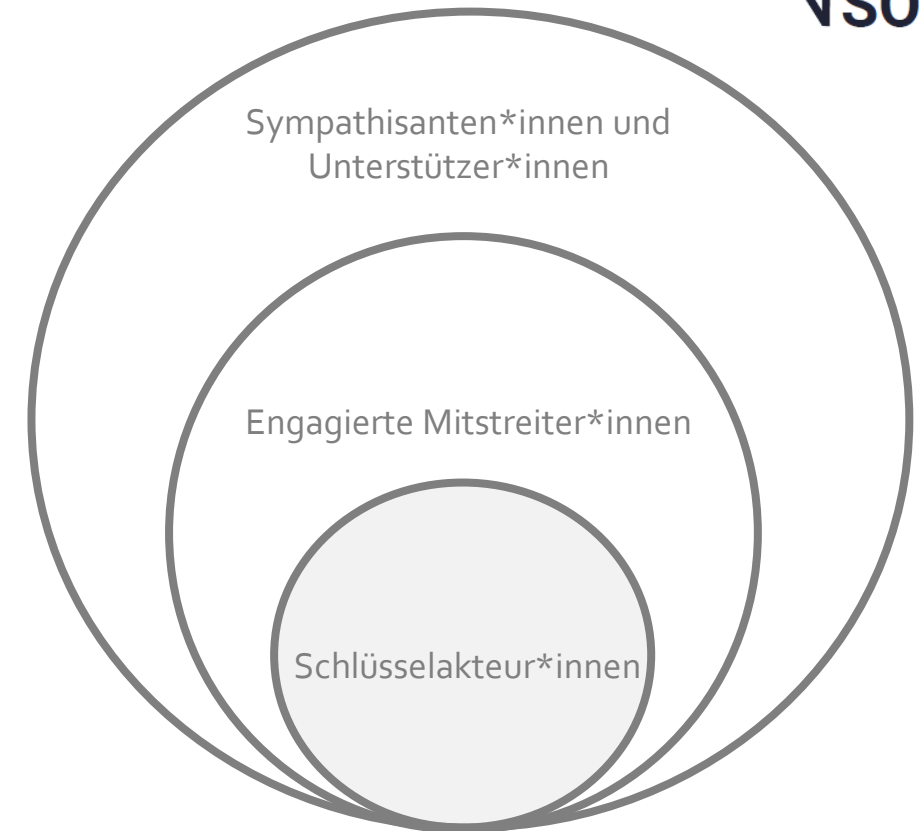 Sympathisanten*innen und
Unterstützer*innen
Engagierte Mitstreiter*innen
Schlüsselakteur*innen